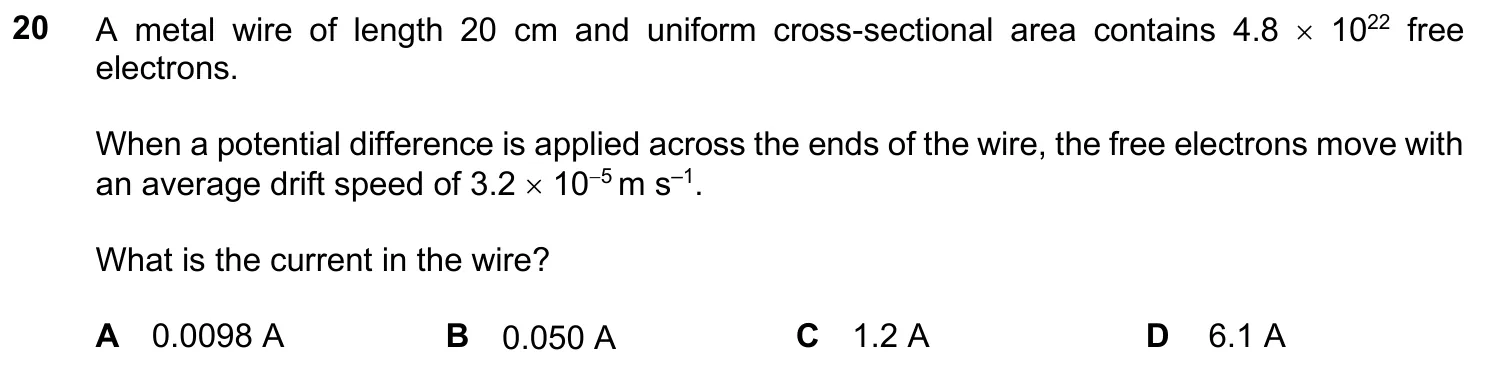 20 A metal wire of length 20 cm and uniform cross-sectional area contains 4.8 × 10²² free
electrons.
When a potential difference is applied across the ends of the wire, the free electrons move with
an average drift speed of 3.2 × 10⁻⁵ m s⁻¹.
What is the current in the wire?
A 0.0098 A B 0.050 A C 1.2 A D 6.1 A